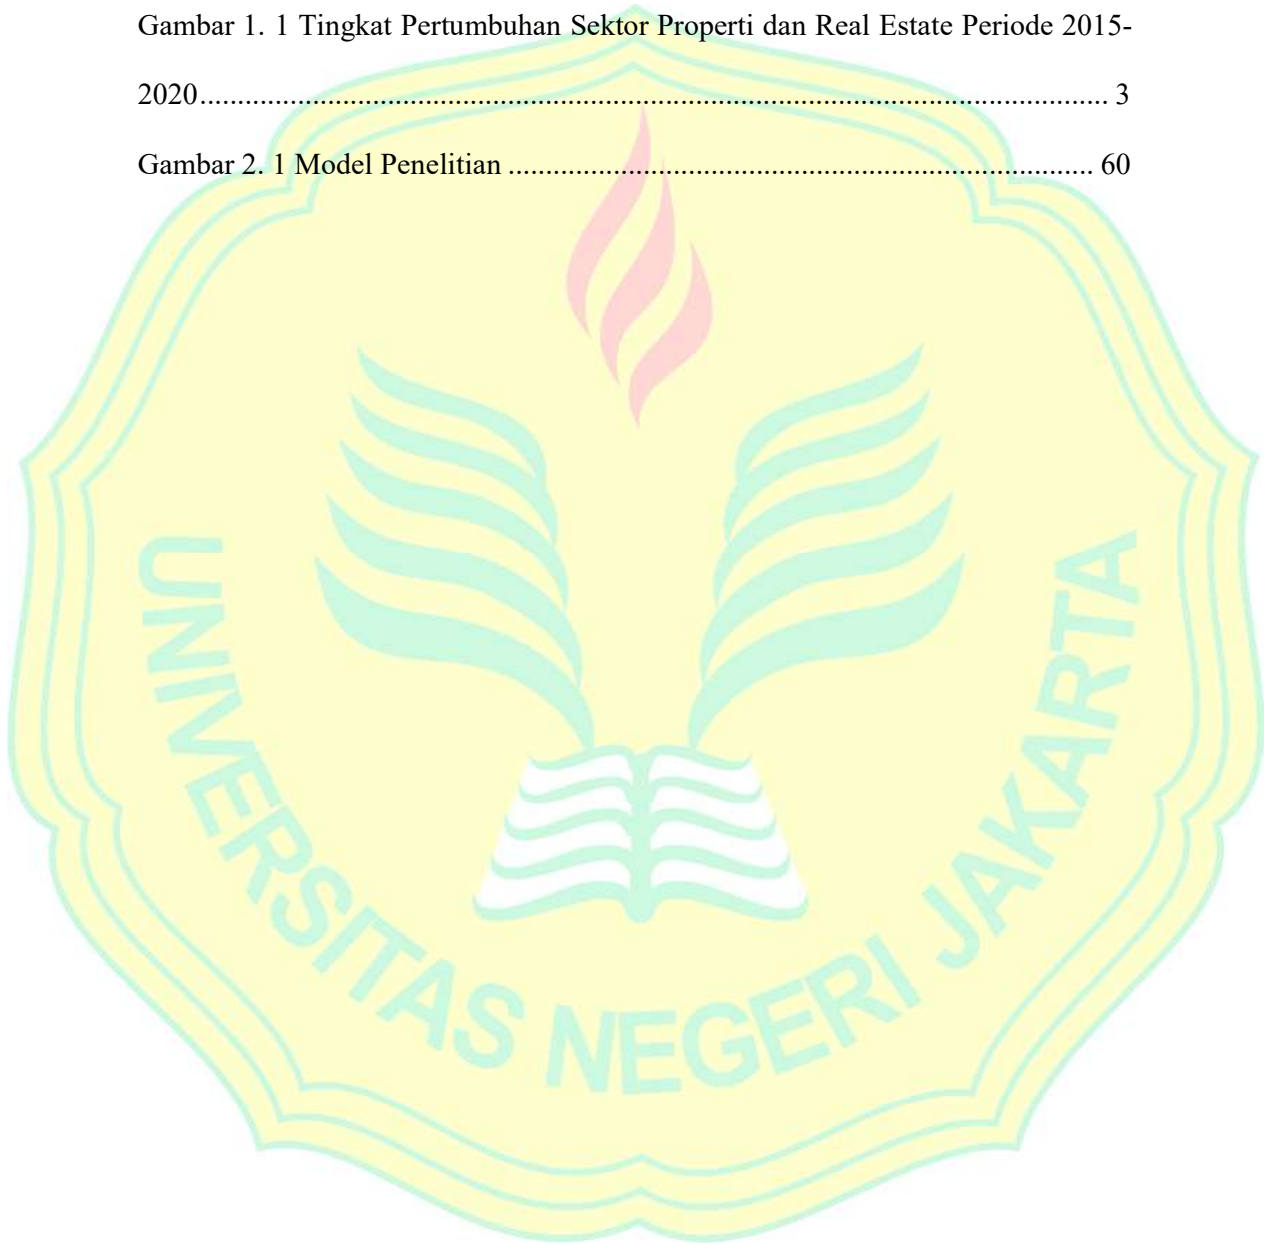 Gambar 1. 1 Tingkat Pertumbuhan Sektor Properti dan Real Estate Periode 2015-
2020........................................................................................................................ 3
Gambar 2. 1 Model Penelitian ............................................................................. 60
UNIVERSITAS NEGERI JAKARTA